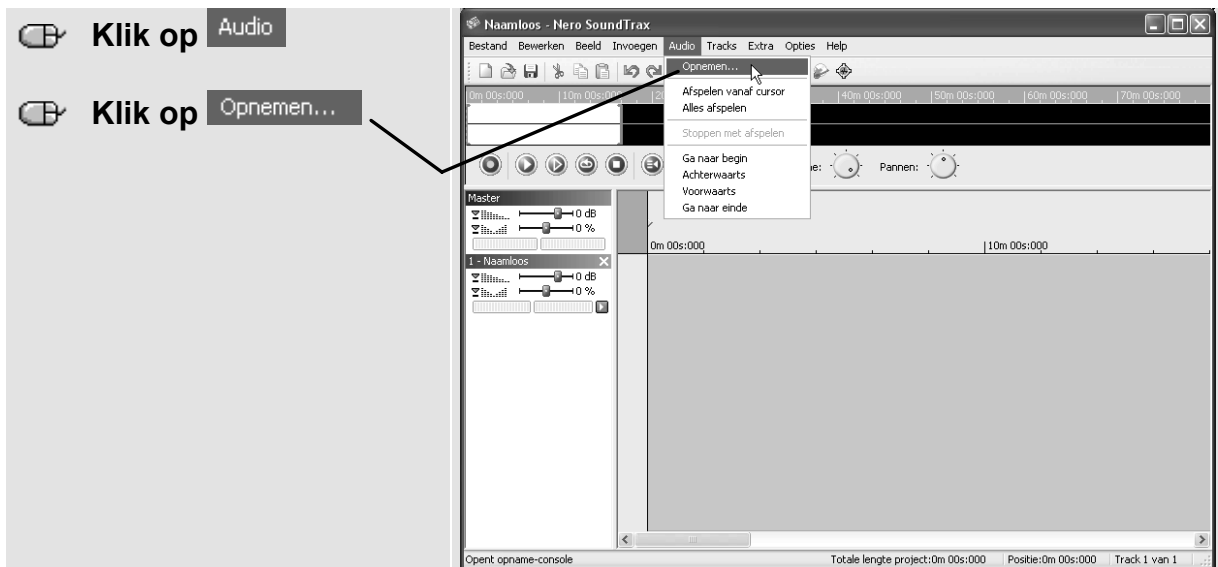 Klik op Audio
Klik op Opnemen...
Naamloos - Nero SoundTrax
Bestand Bewerken Beeld Invoegen Audio Tracks Extra Opties Help
Opnemen...
Afspelen vanaf cursor
Alles afspelen
Stoppen met afspelen
Ga naar begin
Achterwaarts
Voorwaarts
Ga naar einde
0m 00s:000 |10m 00s:0 |40m 00s:000 |50m 00s:000 |60m 00s:000 |70m 00s:000
Pannen:
Master
0 dB
0 %
0m 00s:000 |10m 00s:000
1 - Naamloos
0 dB
0 %
Opent opname-console Totale lengte project:0m 00s:000 Positie:0m 00s:000 Track 1 van 1